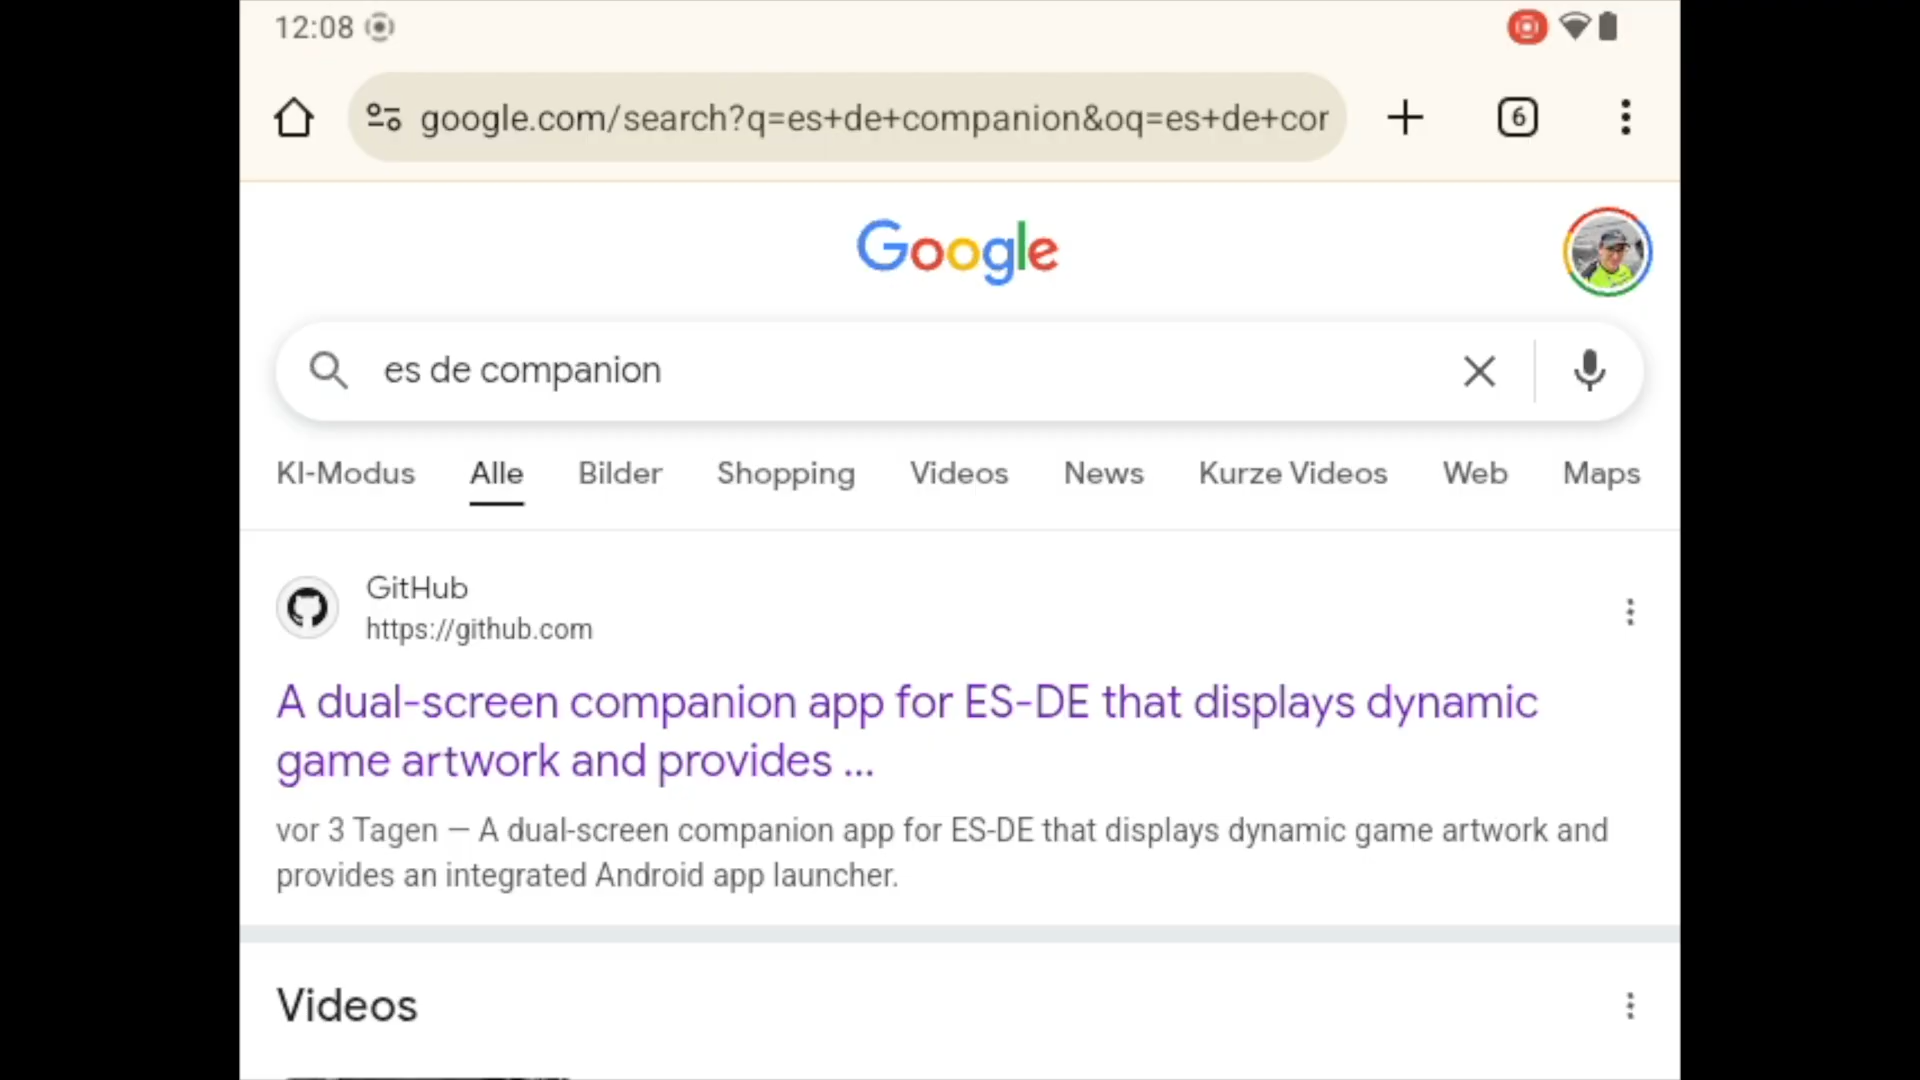 12:08
google.com/search?q=es+de+companion&oq=es+de+cor
6
Google
es de companion
KI-Modus Alle Bilder Shopping Videos News Kurze Videos Web Maps
GitHub
https://github.com
A dual-screen companion app for ES-DE that displays dynamic
game artwork and provides ...
vor 3 Tagen — A dual-screen companion app for ES-DE that displays dynamic game artwork and
provides an integrated Android app launcher.
Videos